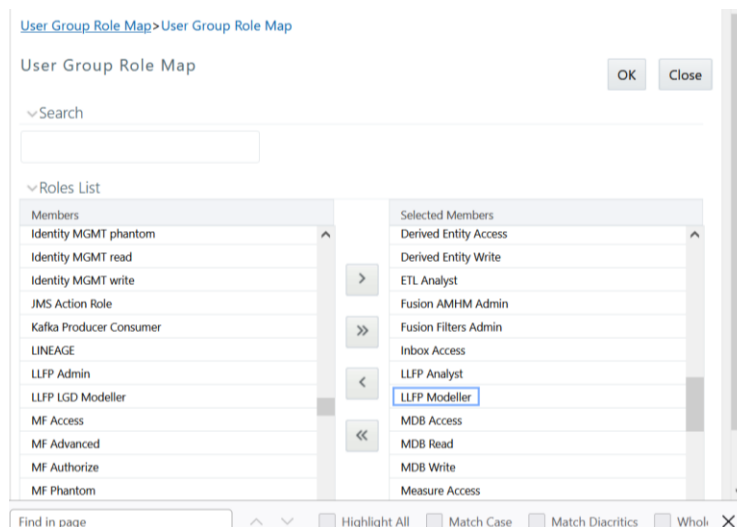 User Group Role Map>User Group Role Map
User Group Role Map
OK
Close
Search
Roles List
Members
Identity MGMT phantom
Identity MGMT read
Identity MGMT write
JMS Action Role
Kafka Producer Consumer
LINEAGE
LLFP Admin
LLFP LGD Modeller
MF Access
MF Advanced
MF Authorize
MF Phantom
Selected Members
Derived Entity Access
Derived Entity Write
ETL Analyst
Fusion AMHM Admin
Fusion Filters Admin
Inbox Access
LLFP Analyst
LLFP Modeller
MDB Access
MDB Read
MDB Write
Measure Access
Find in page
Highlight All
Match Case
Match Diacritics